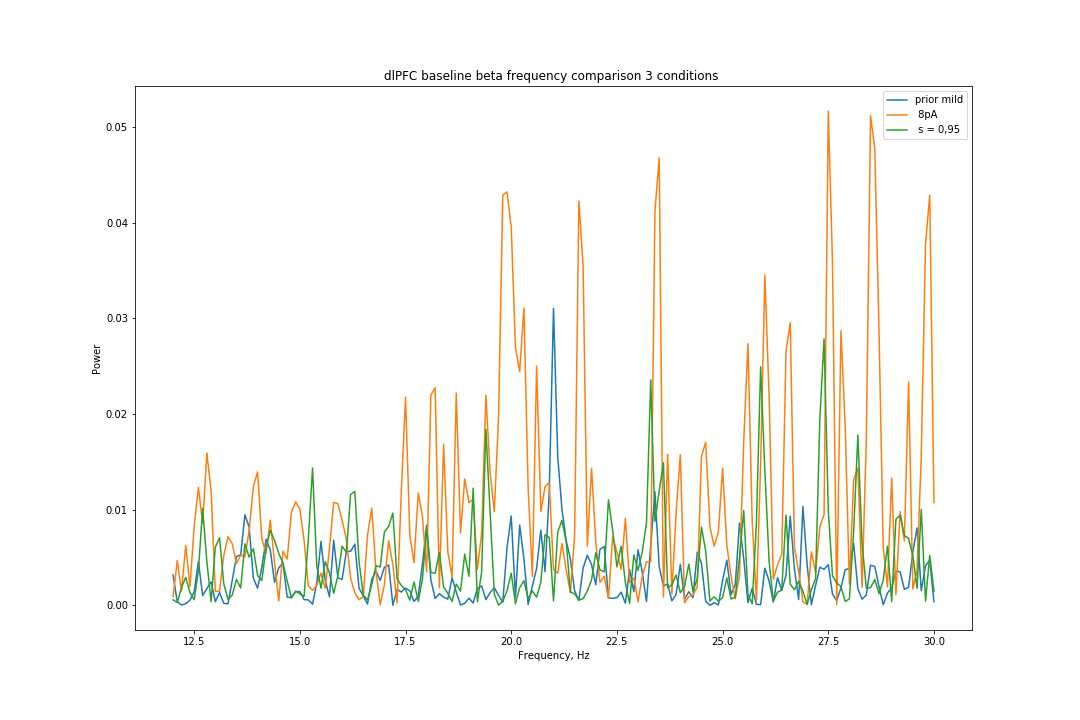 dlPFC baseline beta frequency comparison 3 conditions
prior mild
8pA
s = 0,95
Power
0.05
0.04
0.03
0.02
0.01
0.00
12.5 15.0 17.5 20.0 22.5 25.0 27.5 30.0
Frequency, Hz